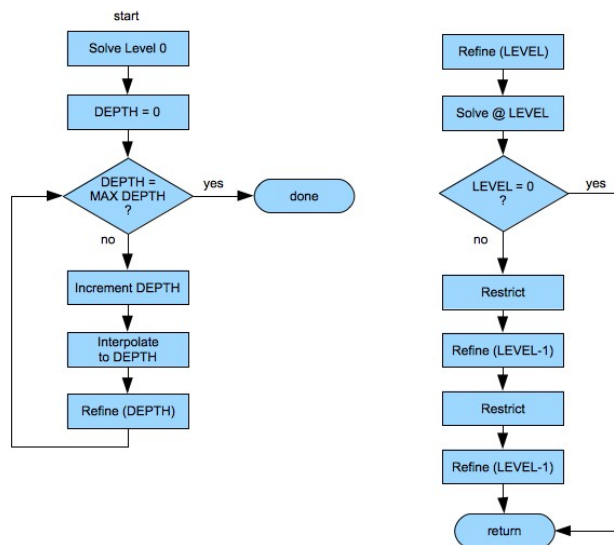 start
Solve Level 0
DEPTH = 0
DEPTH =
MAX DEPTH
?
yes
done
no
Increment DEPTH
Interpolate
to DEPTH
Refine (DEPTH)
Refine (LEVEL)
Solve @ LEVEL
LEVEL = 0
?
yes
no
Restrict
Refine (LEVEL-1)
Restrict
Refine (LEVEL-1)
return